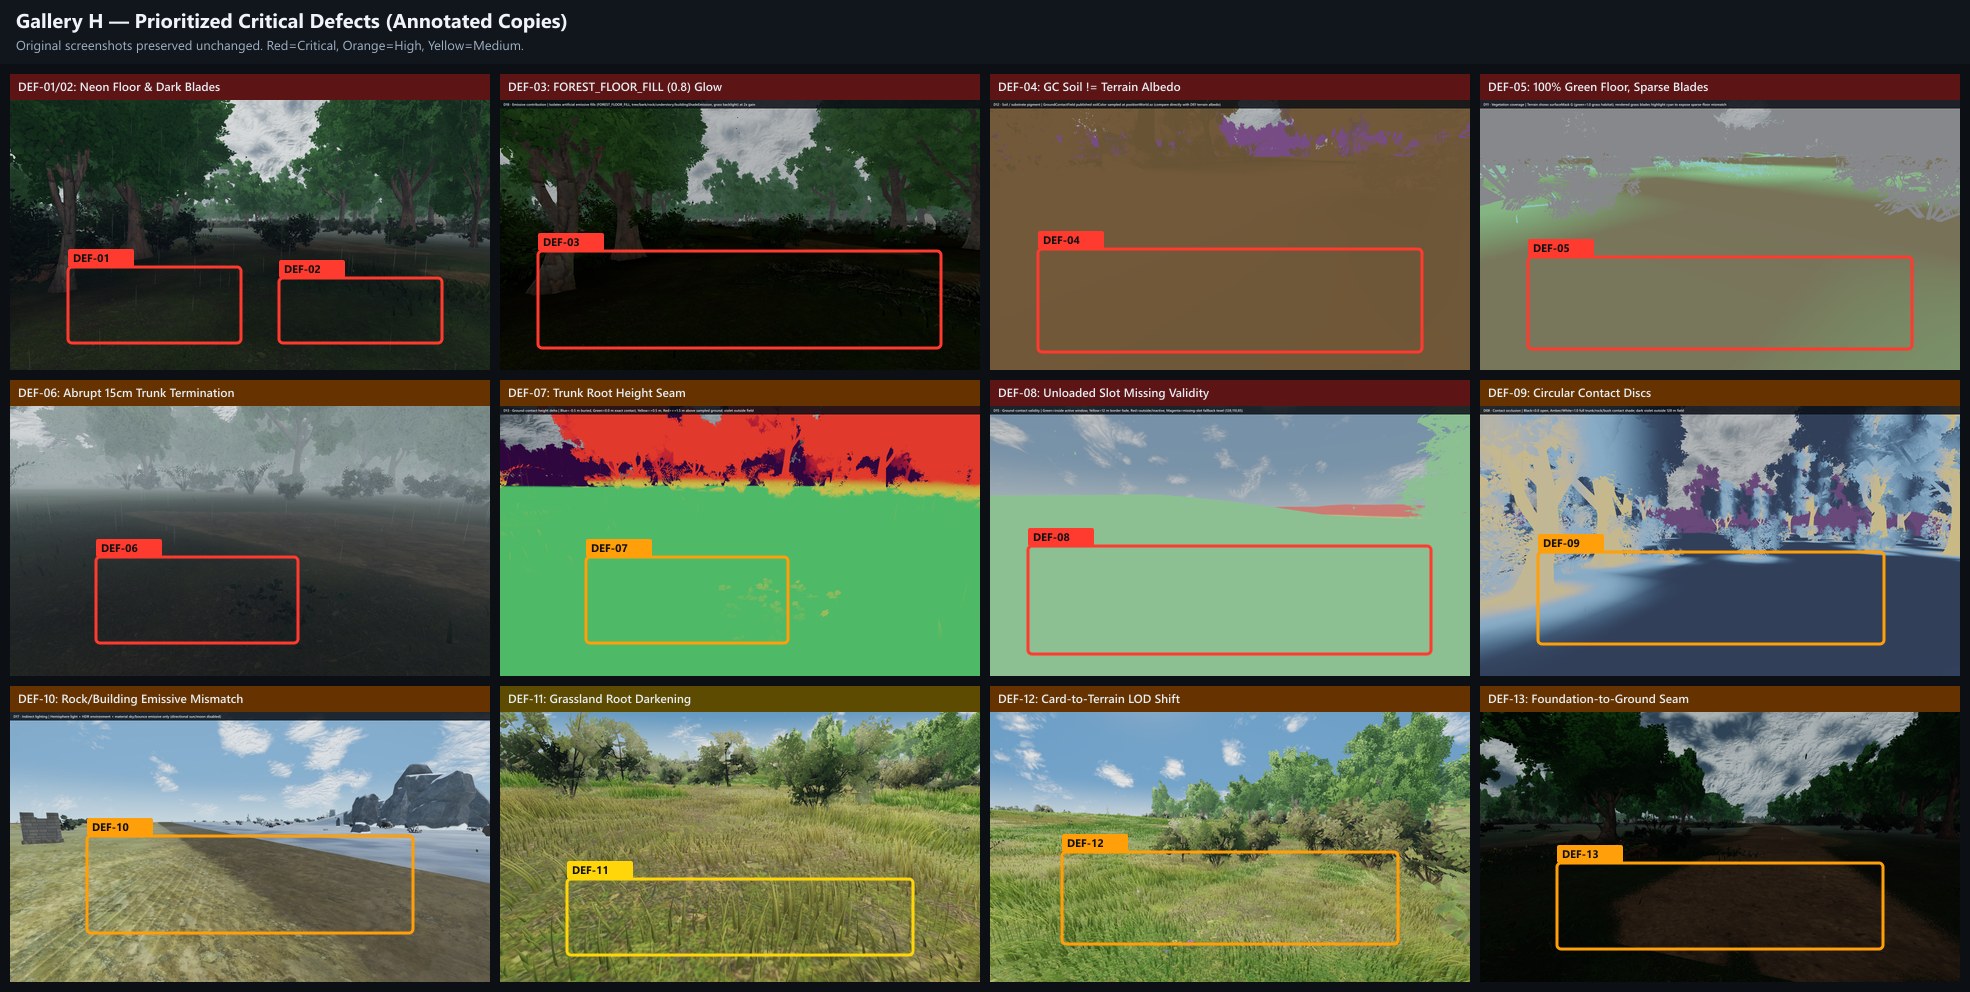 Gallery H — Prioritized Critical Defects (Annotated Copies)
Original screenshots preserved unchanged. Red=Critical, Orange=High, Yellow=Medium.
DEF-01/02: Neon Floor & Dark Blades
DEF-03: FOREST_FLOOR_FILL (0.8) Glow
DEF-04: GC Soil != Terrain Albedo
DEF-05: 100% Green Floor, Sparse Blades
DEF-01
DEF-02
DEF-03
DEF-04
DEF-05
DEF-06: Abrupt 15cm Trunk Termination
DEF-07: Trunk Root Height Seam
DEF-08: Unloaded Slot Missing Validity
DEF-09: Circular Contact Discs
DEF-06
DEF-07
DEF-08
DEF-09
DEF-10: Rock/Building Emissive Mismatch
DEF-11: Grassland Root Darkening
DEF-12: Card-to-Terrain LOD Shift
DEF-13: Foundation-to-Ground Seam
DEF-10
DEF-11
DEF-12
DEF-13